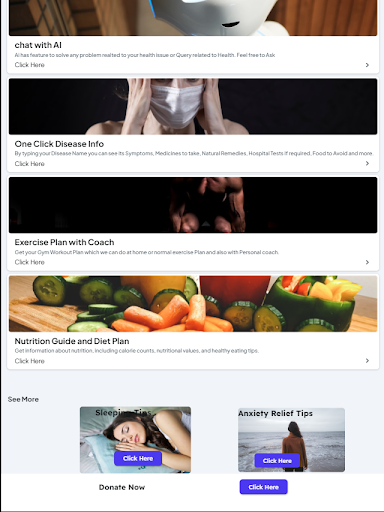 chat with AI
Ai has feature to solve any problem realted to your health issue or Query related to Health. Feel free to Ask
Click Here
One Click Disease Info
By typing your Disease Name you can see its Symptoms, Medicines to take, Natural Remedies, Hospital Tests if required, Food to Avoid and more.
Click Here
Exercise Plan with Coach
Get your Gym Workout Plan which we can do at home or normal exercise Plan and also with Personal coach
Click Here
Nutrition Guide and Diet Plan
Get information about nutrition, including calorie counts, nutritional values, and healthy eating tips.
Click Here
See More
Sleeping Tips
Click Here
Anxiety Relief Tips
Click Here
Donate Now
Click Here